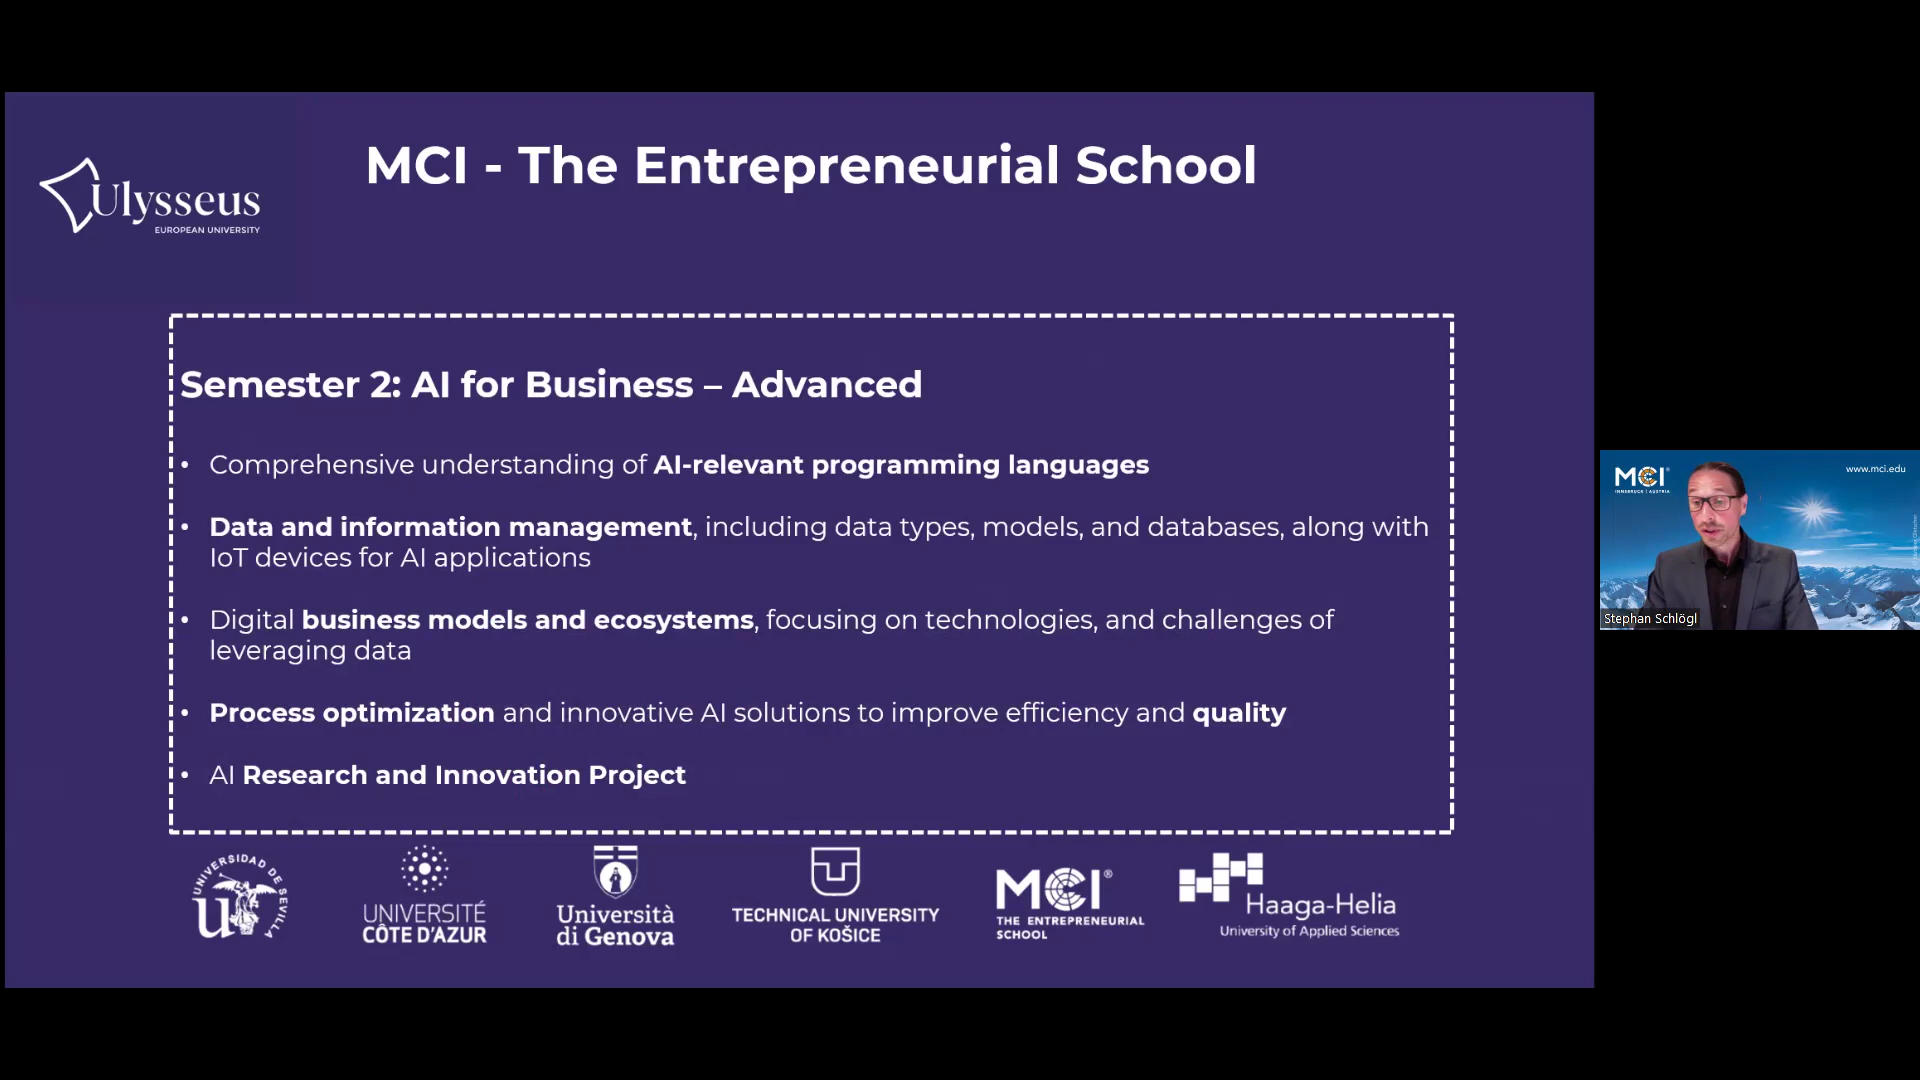 MCI - The Entrepreneurial School
Ulysseus
EUROPEAN UNIVERSITY
Semester 2: AI for Business – Advanced
• Comprehensive understanding of AI-relevant programming languages
• Data and information management, including data types, models, and databases, along with
IoT devices for AI applications
• Digital business models and ecosystems, focusing on technologies, and challenges of
leveraging data
• Process optimization and innovative AI solutions to improve efficiency and quality
• AI Research and Innovation Project
UNIVERSIDAD DE SEVILLA
UNIVERSITÉ
CÔTE D'AZUR
Università
di Genova
TECHNICAL UNIVERSITY
OF KOŠICE
MCI®
THE ENTREPRENEURIAL
SCHOOL
Haaga-Helia
University of Applied Sciences
MCI®
INNSBRUCK | AUSTRIA
www.mci.edu
Stephan Schlögl